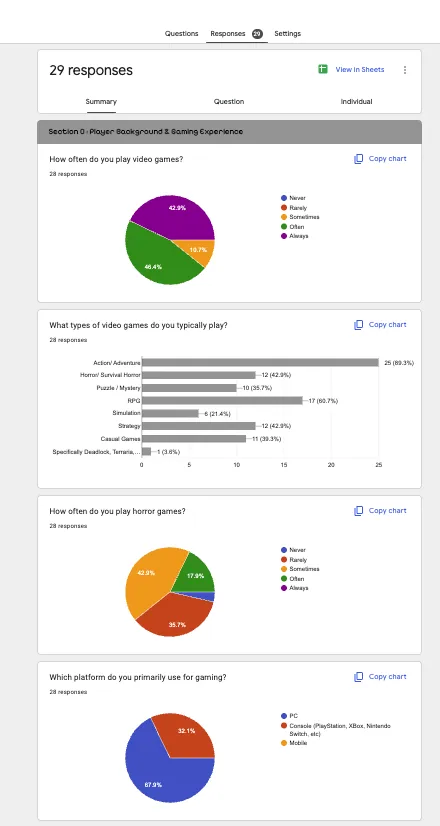 Questions Responses 29 Settings
29 responses
View in Sheets
Summary Question Individual
Section 0: Player Background & Gaming Experience
How often do you play video games?
Copy chart
28 responses
42.9%
10.7%
46.4%
Never
Rarely
Sometimes
Often
Always
What types of video games do you typically play?
Copy chart
28 responses
Action/ Adventure 25 (89.3%)
Horror/ Survival Horror 12 (42.9%)
Puzzle / Mystery 10 (35.7%)
RPG 17 (60.7%)
Simulation 6 (21.4%)
Strategy 12 (42.9%)
Casual Games 11 (39.3%)
Specifically Deadlock, Terraria,... 1 (3.6%)
0 5 10 15 20 25
How often do you play horror games?
Copy chart
28 responses
42.9%
17.9%
35.7%
Never
Rarely
Sometimes
Often
Always
Which platform do you primarily use for gaming?
Copy chart
28 responses
32.1%
67.9%
PC
Console (PlayStation, XBox, Nintendo
Switch, etc)
Mobile